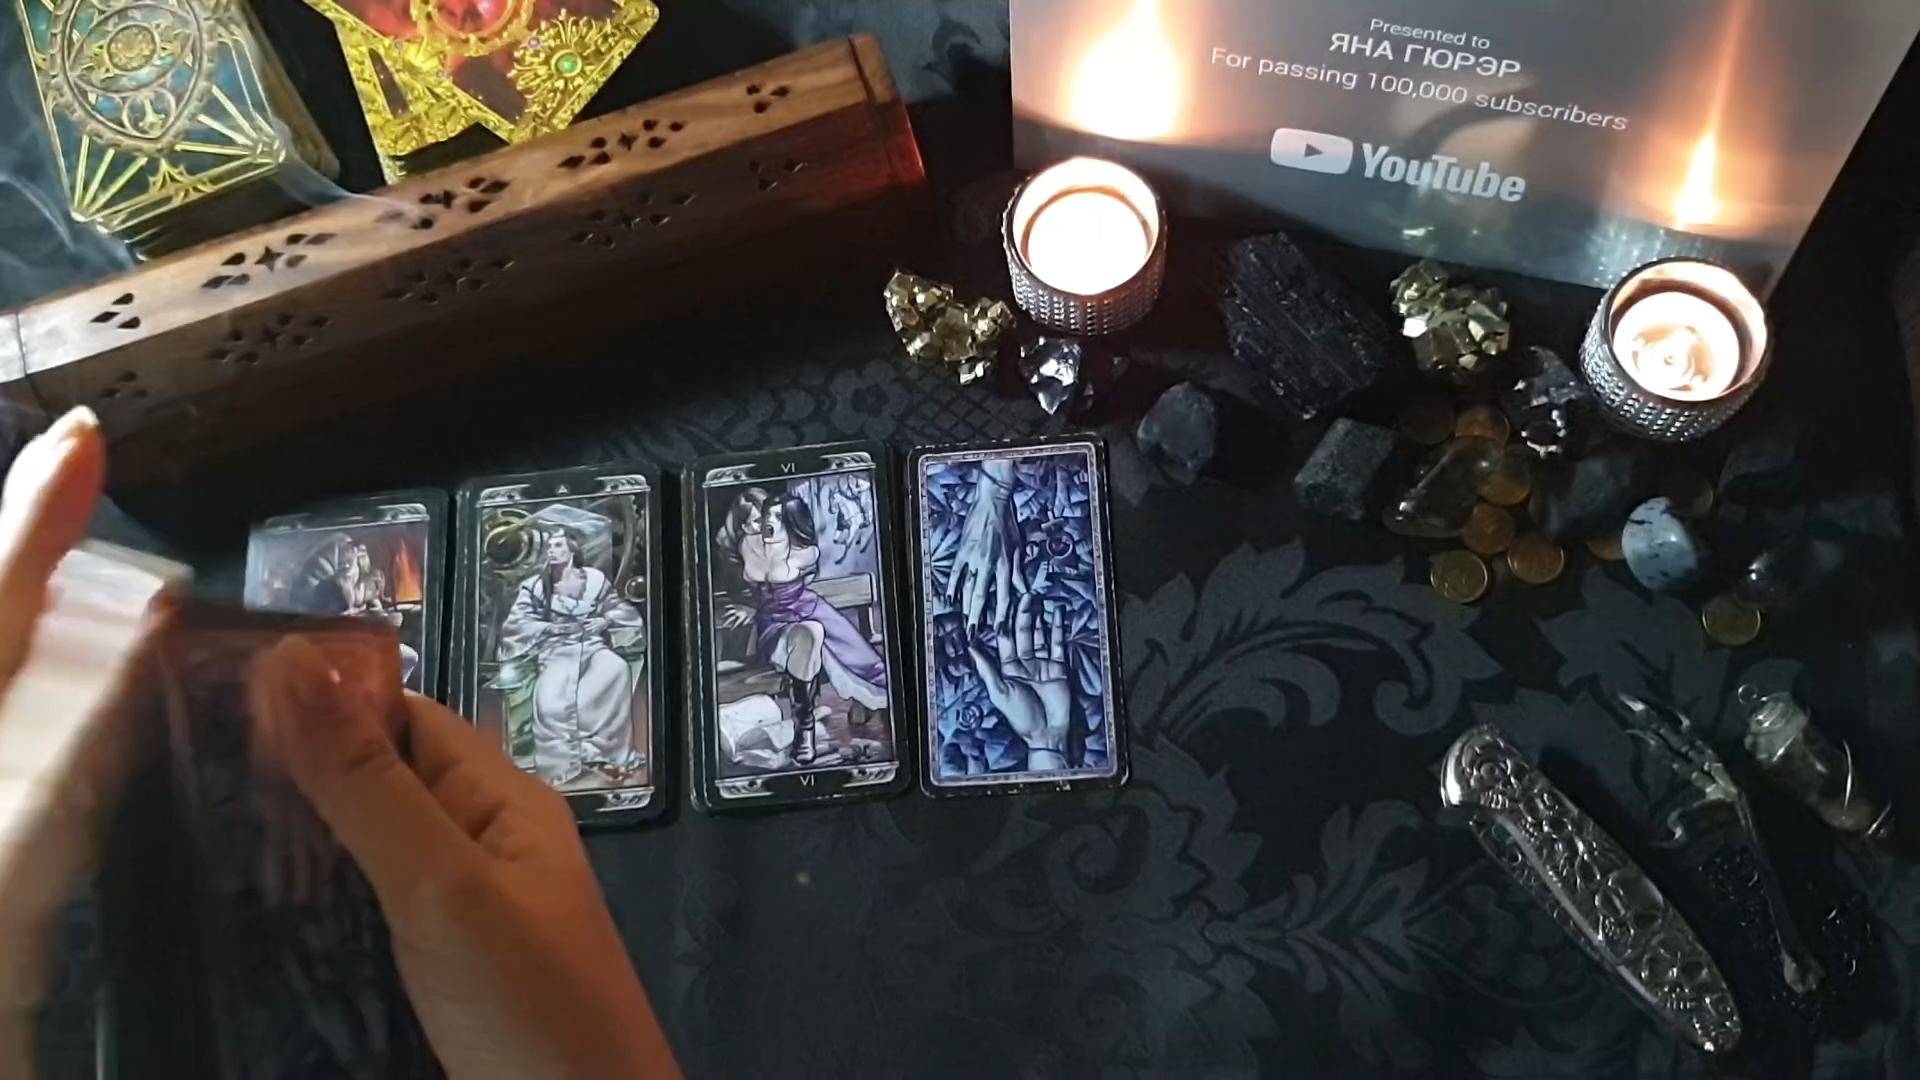 Presented to
ЯНА ГЮРЭР
For passing 100,000 subscribers
YouTube
VI
VI